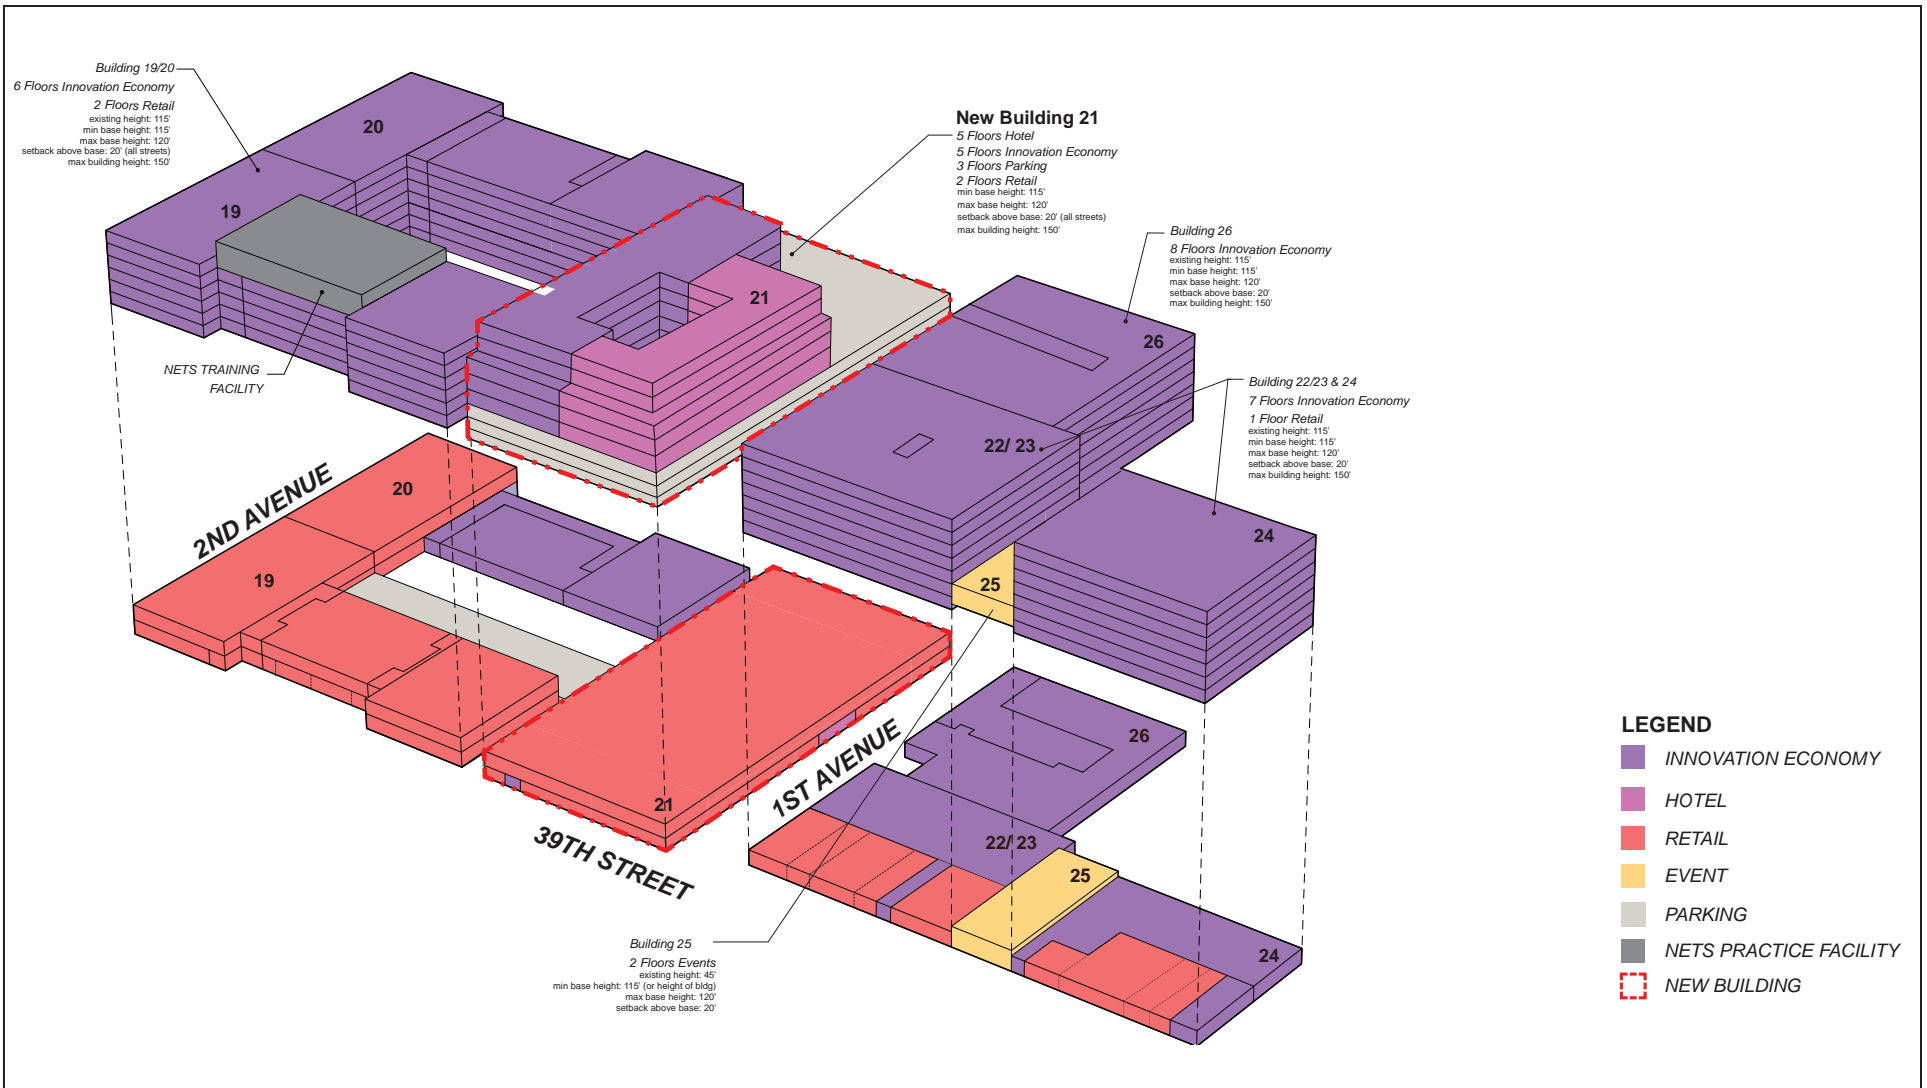 Building 19/20
6 Floors Innovation Economy
2 Floors Retail
existing height: 115'
min base height: 115'
max base height: 120'
setback above base: 20' (all streets)
max building height: 150'
20
19
NETS TRAINING
FACILITY
New Building 21
5 Floors Hotel
5 Floors Innovation Economy
3 Floors Parking
2 Floors Retail
min base height: 115'
max base height: 120'
setback above base: 20' (all streets)
max building height: 150'
21
Building 26
8 Floors Innovation Economy
existing height: 115'
min base height: 115'
max base height: 120'
setback above base: 20'
max building height: 150'
26
Building 22/23 & 24
7 Floors Innovation Economy
1 Floor Retail
existing height: 115'
min base height: 115'
max base height: 120'
setback above base: 20'
max building height: 150'
22/ 23
24
25
2ND AVENUE
20
19
21
39TH STREET
1ST AVENUE
26
22/ 23
25
24
Building 25
2 Floors Events
existing height: 45'
min base height: 115' (or height of bldg)
max base height: 120'
setback above base: 20'
LEGEND
INNOVATION ECONOMY
HOTEL
RETAIL
EVENT
PARKING
NETS PRACTICE FACILITY
NEW BUILDING